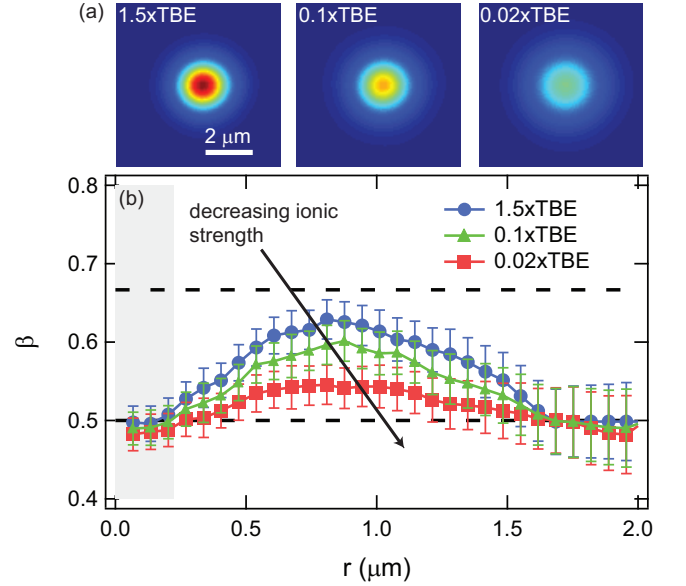 (a)
1.5xTBE
0.1xTBE
0.02xTBE
2 μm
(b)
decreasing ionic
strength
1.5xTBE
0.1xTBE
0.02xTBE
0.8
0.7
0.6
0.5
0.4
β
0.0
0.5
1.0
1.5
2.0
r (μm)